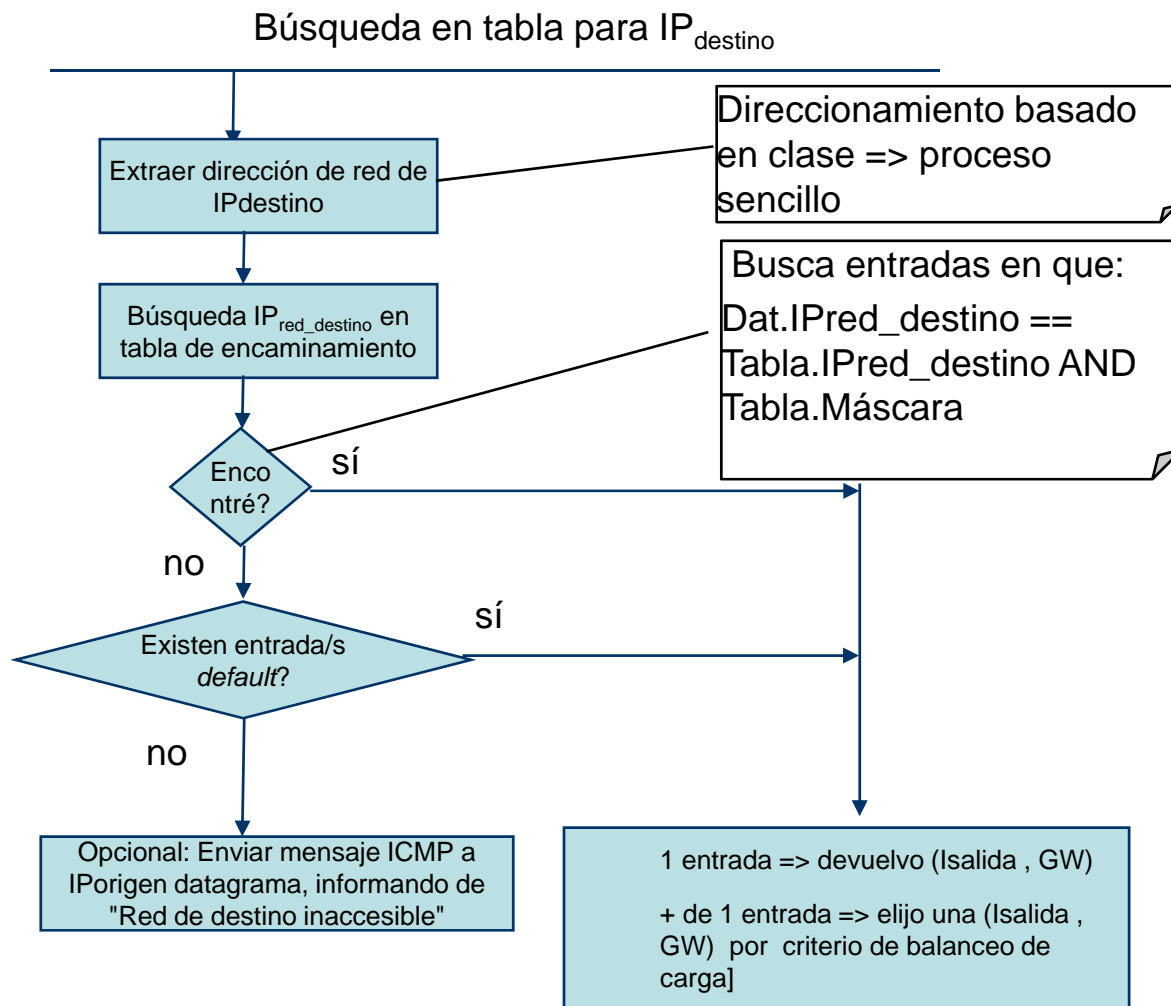 Búsqueda en tabla para IPdestino
Direccionamiento basado
en clase => proceso
sencillo
Extraer dirección de red de
IPdestino
Busca entradas en que:
Dat.IPred_destino ==
Tabla.IPred_destino AND
Tabla.Máscara
Búsqueda IPred_destino en
tabla de encaminamiento
Enco
ntré?
sí
no
Existen entrada/s
default?
sí
no
Opcional: Enviar mensaje ICMP a
IPorigen datagrama, informando de
"Red de destino inaccesible"
1 entrada => devuelvo (Isalida , GW)
+ de 1 entrada => elijo una (Isalida ,
GW) por criterio de balanceo de
carga]